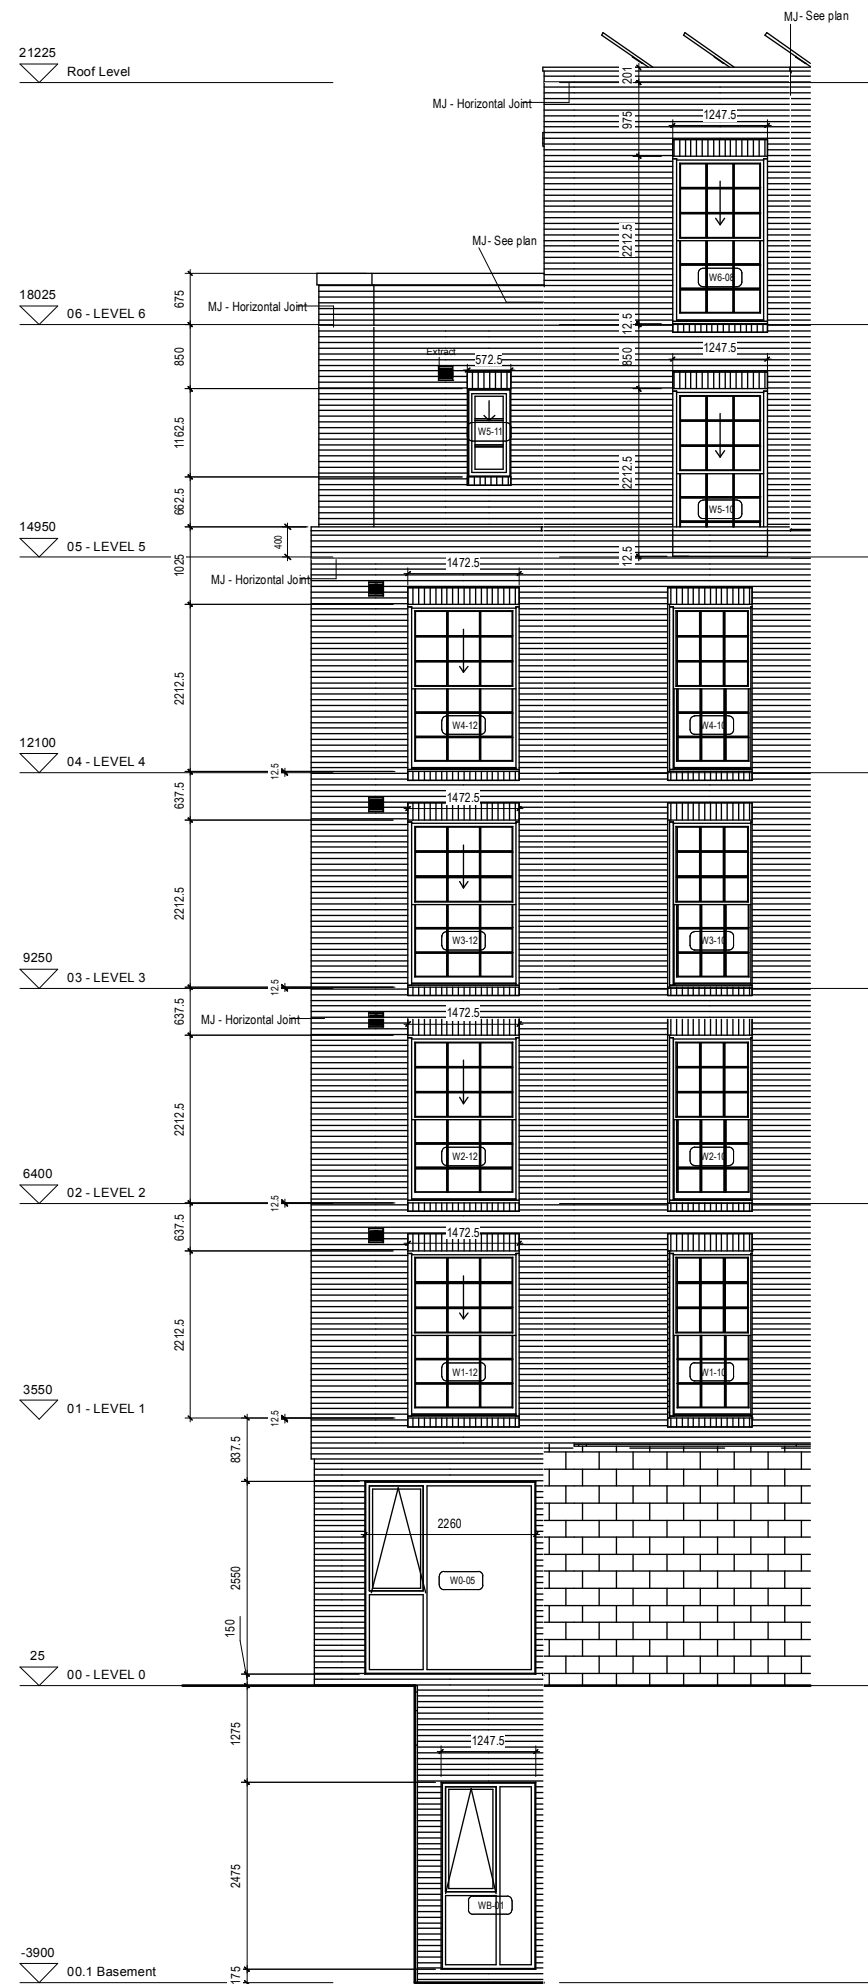 MJ- See plan
21225
Roof Level
201
MJ - Horizontal Joint
975
1247.5
2212.5
W6-08
MJ- See plan
675
18025
06 - LEVEL 6
MJ - Horizontal Joint
12.5
850
850
Extract
572.5
1247.5
1162.5
W5-11
2212.5
W5-10
662.5
14950
05 - LEVEL 5
400
12.5
1025
MJ - Horizontal Joint
1472.5
2212.5
W4-12
W4-10
12100
04 - LEVEL 4
12.5
637.5
1472.5
2212.5
W3-12
W3-10
9250
03 - LEVEL 3
12.5
637.5
MJ - Horizontal Joint
1472.5
2212.5
W2-12
W2-10
6400
02 - LEVEL 2
12.5
637.5
1472.5
2212.5
W1-12
W1-10
3550
01 - LEVEL 1
12.5
837.5
2260
2550
W0-05
150
25
00 - LEVEL 0
1275
1247.5
2475
WB-01
-3900
00.1 Basement
175